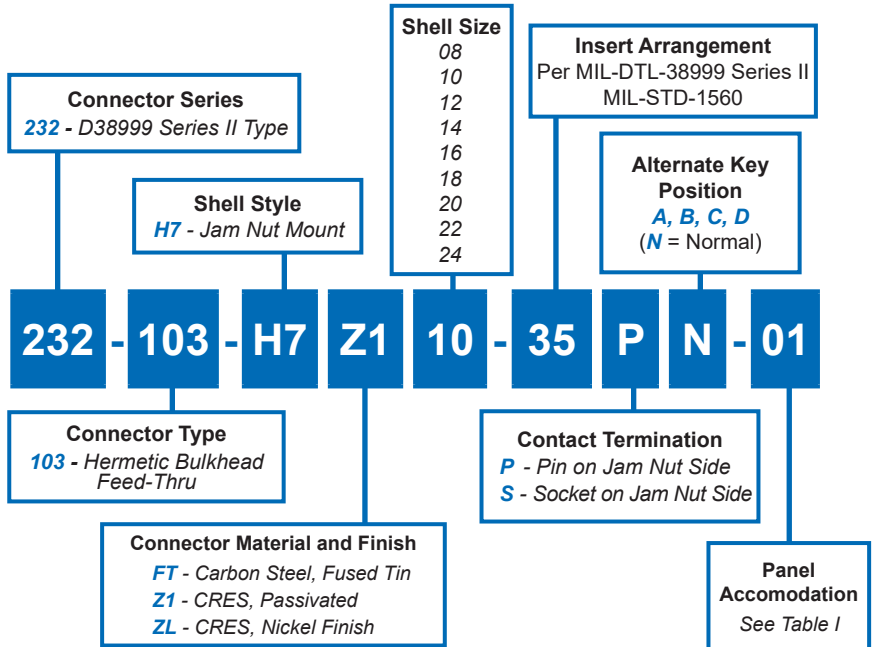 Shell Size
08
10
12
14
16
18
20
22
24
Insert Arrangement
Per MIL-DTL-38999 Series II
MIL-STD-1560
Connector Series
232 - D38999 Series II Type
Alternate Key
Position
A, B, C, D
(N = Normal)
Shell Style
H7 - Jam Nut Mount
232 - 103 - H7 Z1 10 - 35 P N - 01
Connector Type
103 - Hermetic Bulkhead
Feed-Thru
Contact Termination
P - Pin on Jam Nut Side
S - Socket on Jam Nut Side
Connector Material and Finish
FT - Carbon Steel, Fused Tin
Z1 - CRES, Passivated
ZL - CRES, Nickel Finish
Panel
Accomodation
See Table I